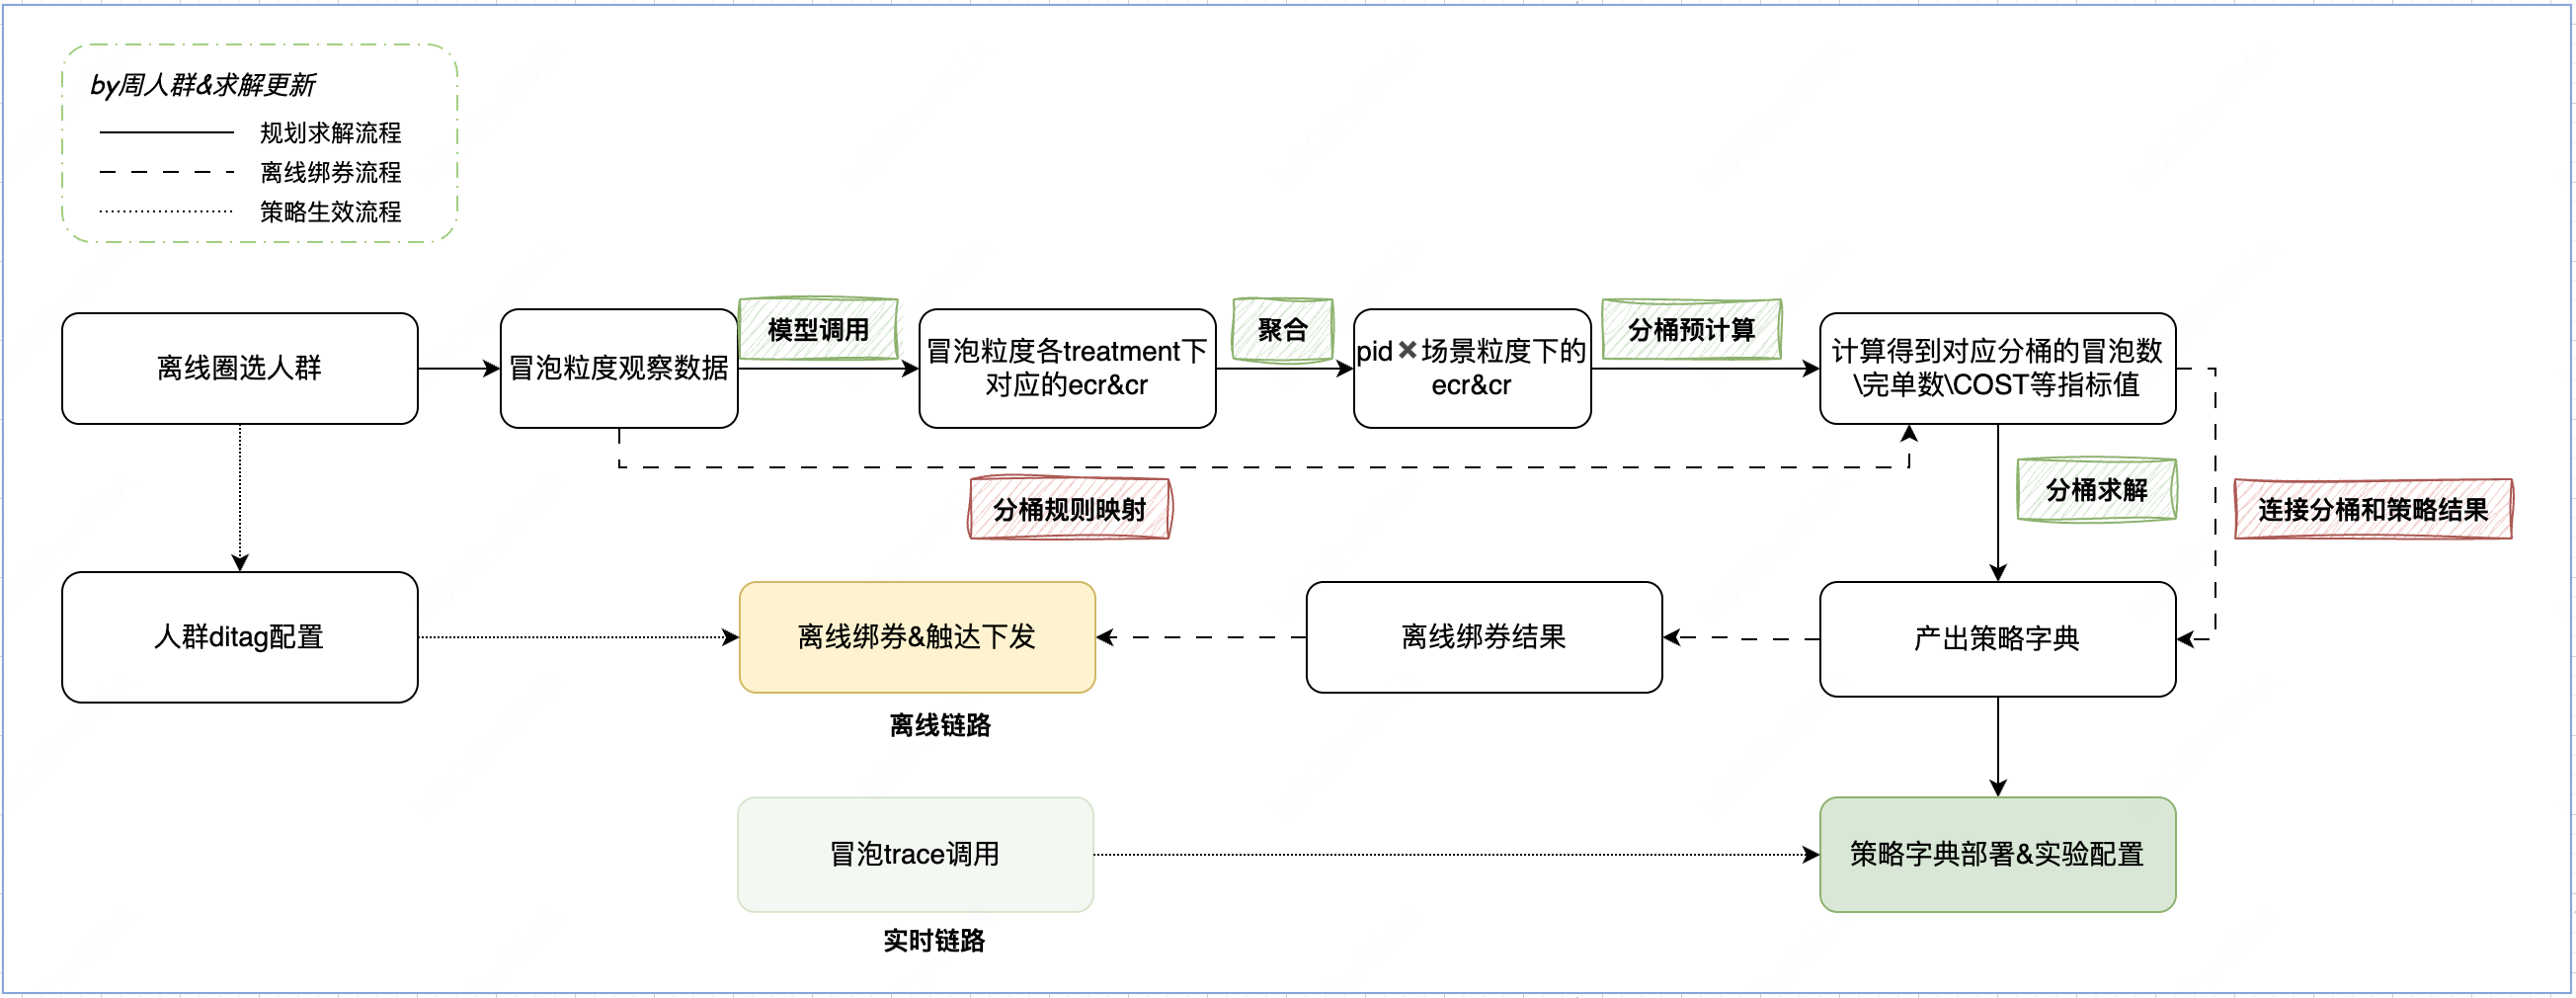 by周人群&求解更新
规划求解流程
离线绑券流程
策略生效流程
离线圈选人群
冒泡粒度观察数据
模型调用
冒泡粒度各treatment下
对应的ecr&cr
聚合
pid✖场景粒度下的
ecr&cr
分桶预计算
计算得到对应分桶的冒泡数
\完单数\COST等指标值
分桶规则映射
分桶求解
连接分桶和策略结果
人群ditag配置
离线绑券&触达下发
离线绑券结果
产出策略字典
离线链路
冒泡trace调用
策略字典部署&实验配置
实时链路